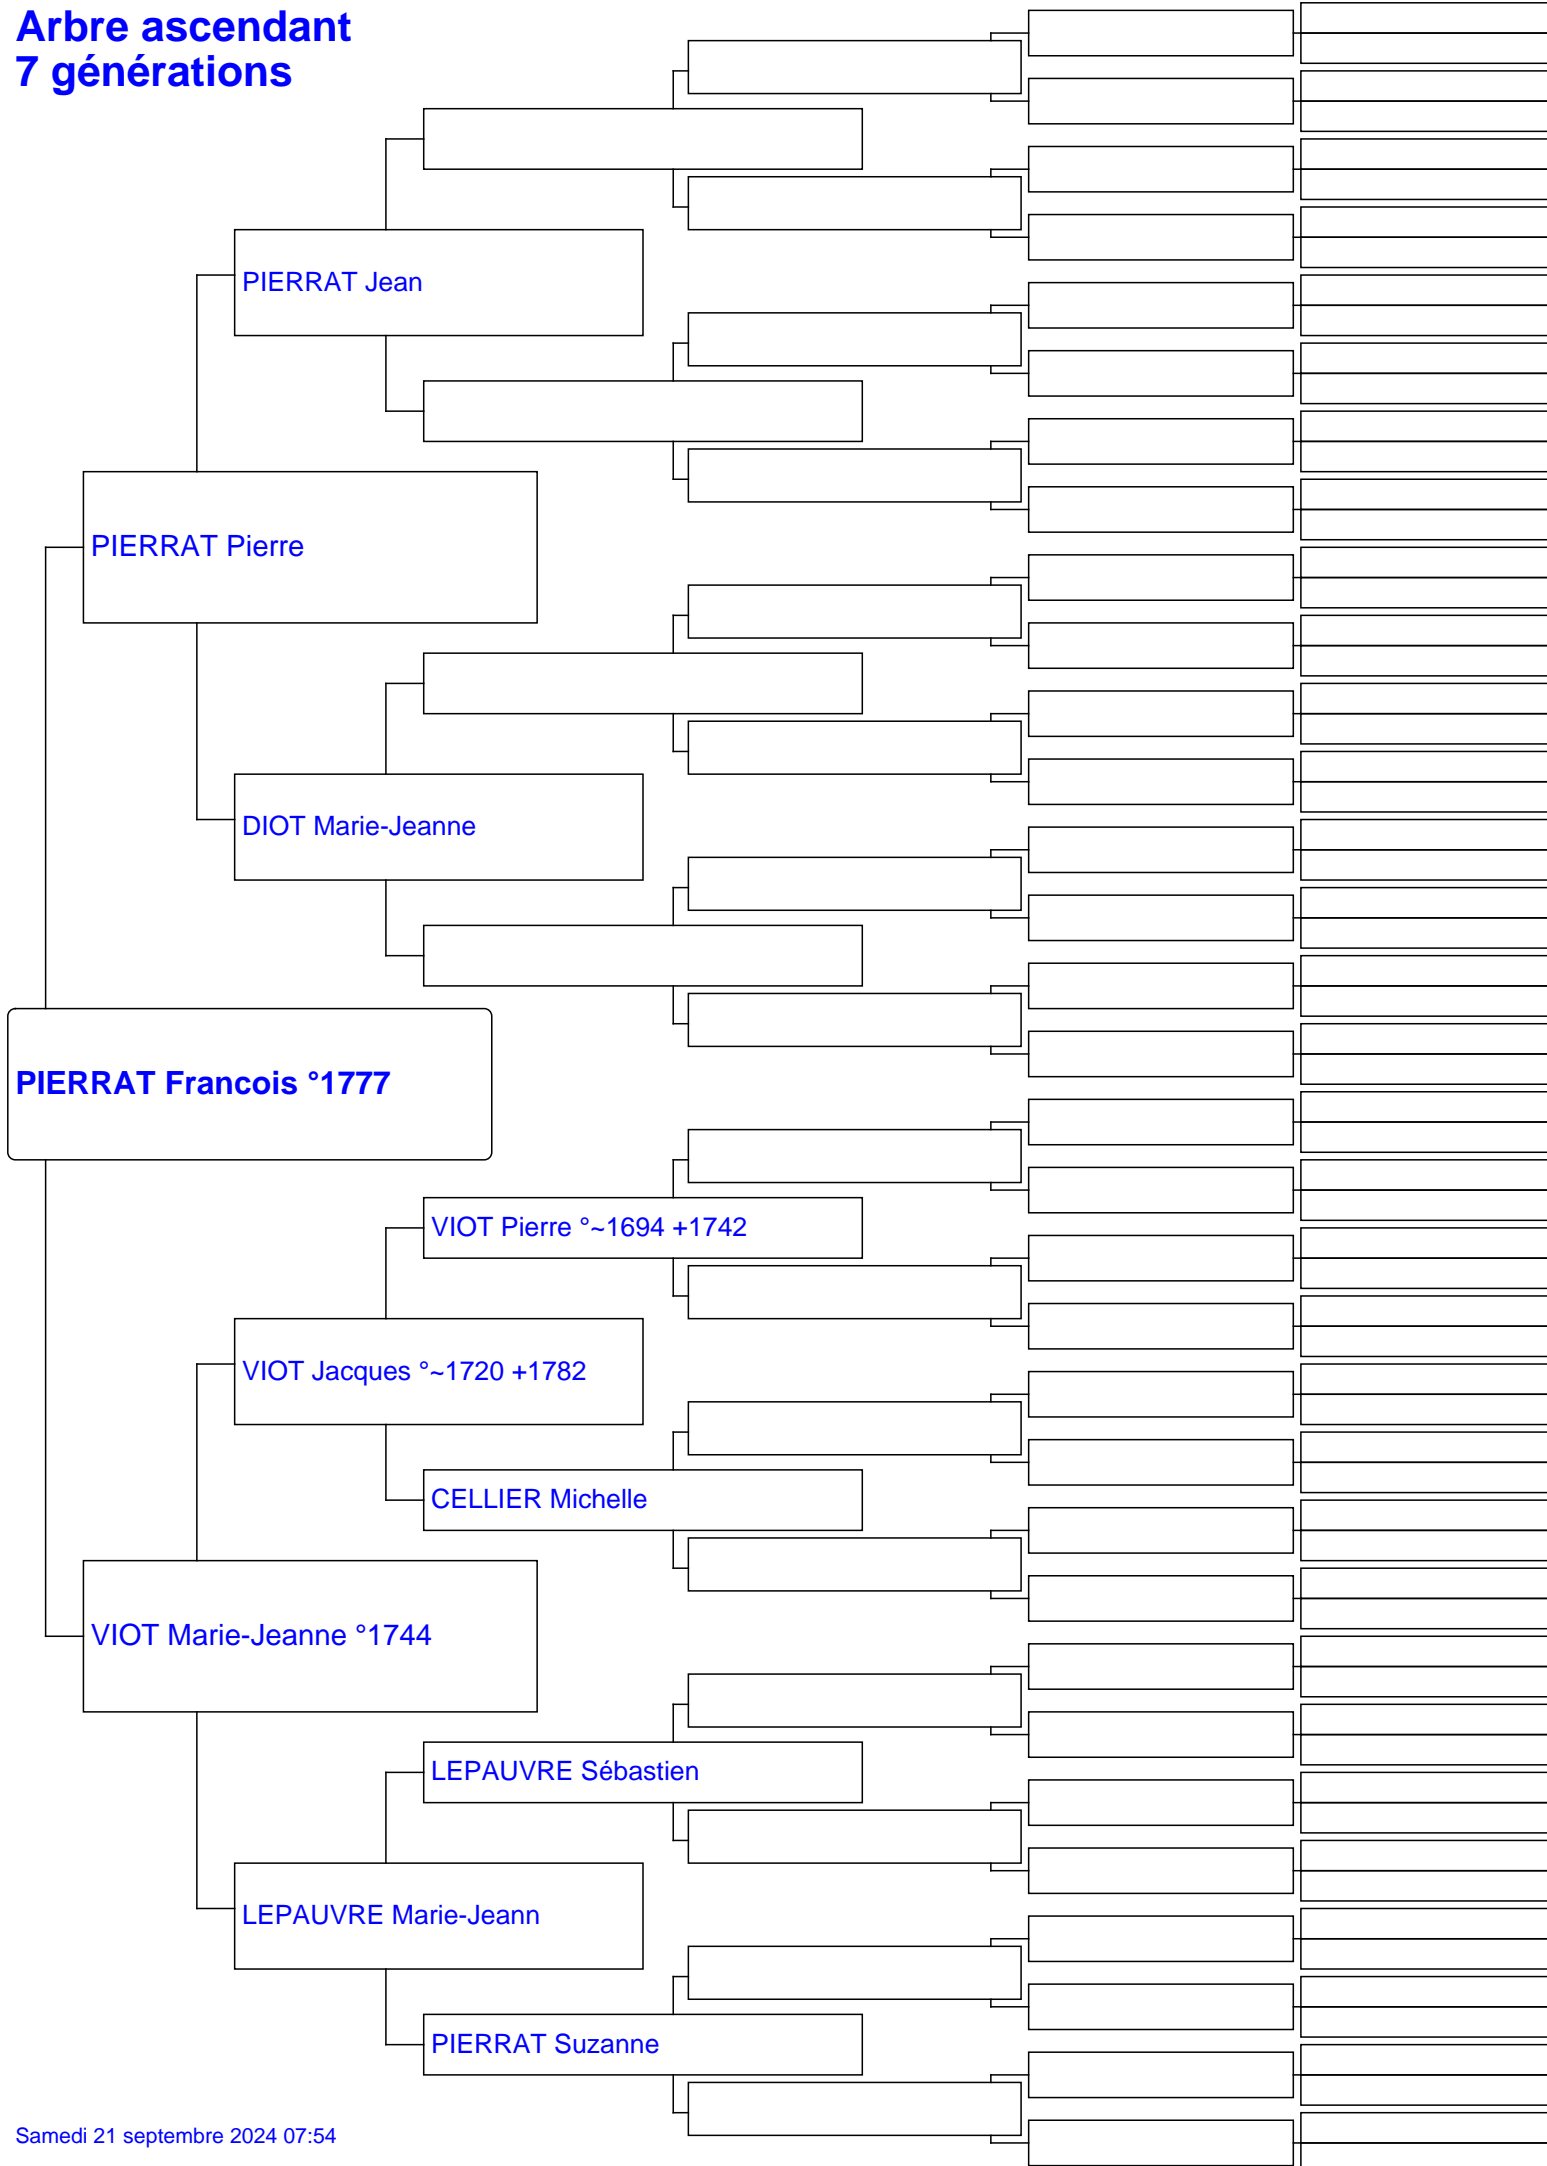 Arbre ascendant
7 générations
PIERRAT Jean
PIERRAT Pierre
DIOT Marie-Jeanne
PIERRAT Francois °1777
VIOT Pierre °~1694 +1742
VIOT Jacques °~1720 +1782
CELLIER Michelle
VIOT Marie-Jeanne °1744
LEPAUVRE Sébastien
LEPAUVRE Marie-Jeann
PIERRAT Suzanne
Samedi 21 septembre 2024 07:54